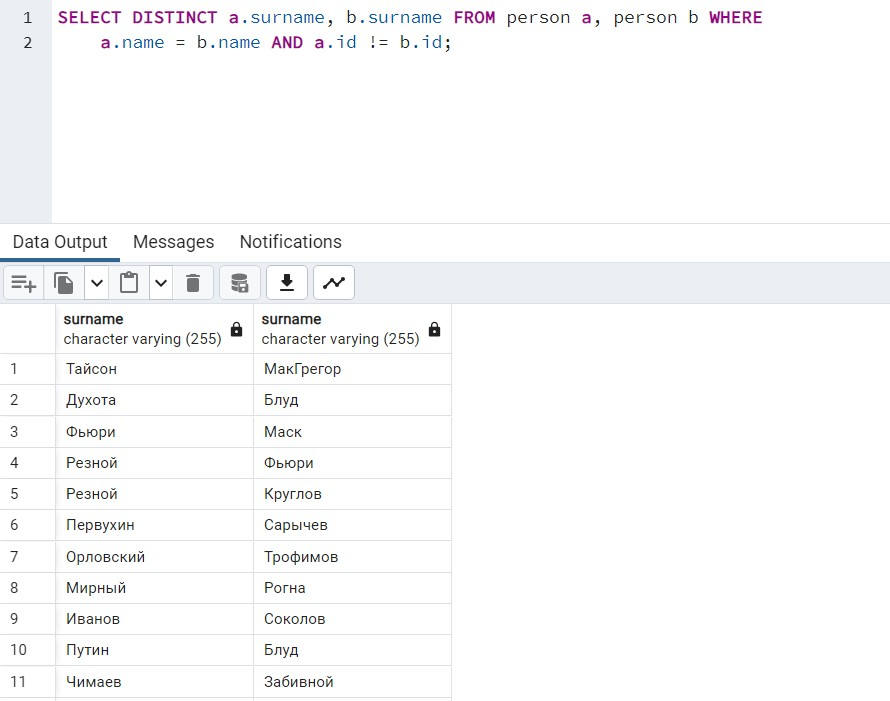 1 SELECT DISTINCT a.surname, b.surname FROM person a, person b WHERE
2 a.name = b.name AND a.id != b.id;
Data Output Messages Notifications
surname surname
character varying (255) character varying (255)
1 Тайсон МакГрегор
2 Духота Блуд
3 Фьюри Маск
4 Резной Фьюри
5 Резной Круглов
6 Первухин Сарычев
7 Орловский Трофимов
8 Мирный Рогна
9 Иванов Соколов
10 Путин Блуд
11 Чимаев Забивной